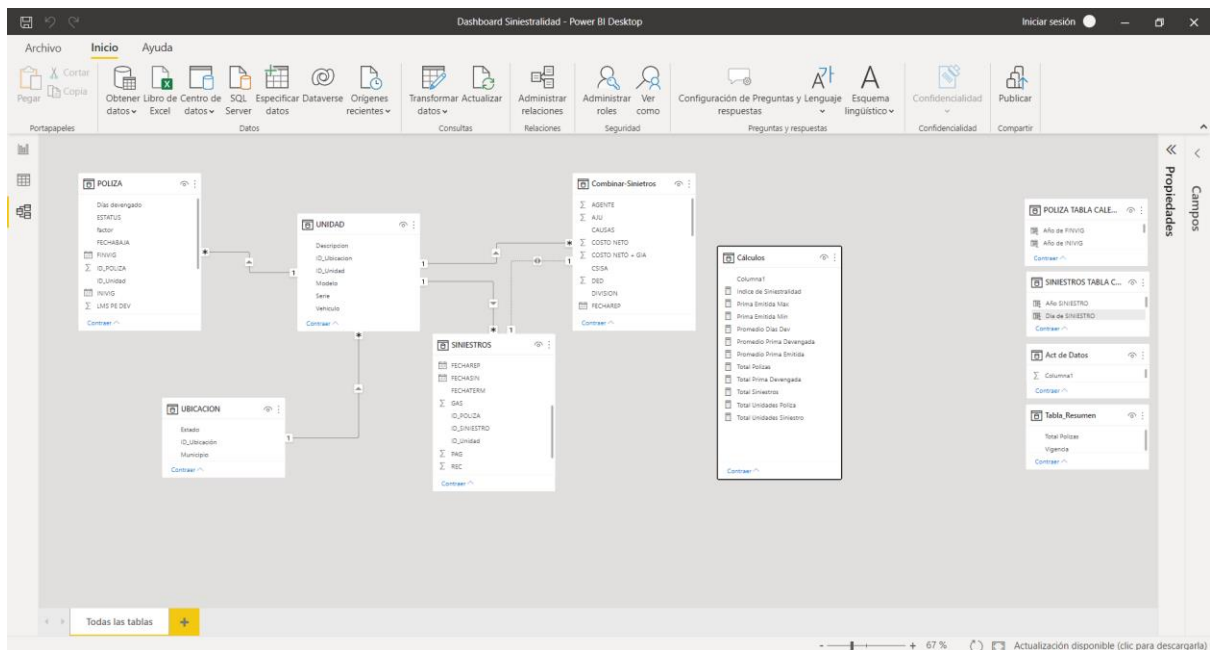 Dashboard Siniestralidad - Power BI Desktop
Iniciar sesión
Archivo Inicio Ayuda
Pegar
Cortar
Copia
Portapapeles
Obtener datos
Libro de Excel
Centro de datos
SQL Server
Especificar datos
Dataverse
Orígenes recientes
Datos
Transformar datos
Actualizar
Consultas
Administrar relaciones
Relaciones
Administrar roles
Ver como
Seguridad
Configuración de Preguntas y respuestas
Lenguaje
Esquema lingüístico
Preguntas y respuestas
Confidencialidad
Confidencialidad
Publicar
Compartir
POLIZA
Días devengado
ESTATUS
factor
FECHABAJA
FINVIG
ID_POLIZA
ID_Unidad
INIVIG
LMS PE DEV
Contraer
UNIDAD
Descripcion
ID_Ubicacion
ID_Unidad
Modelo
Serie
Vehiculo
Contraer
UBICACION
Estado
ID_Ubicación
Municipio
Contraer
Combinar-Sinietros
AGENTE
AJU
CAUSAS
COSTO NETO
COSTO NETO + GIA
CSISA
DED
DIVISION
FECHAREP
Contraer
SINIESTROS
FECHAREP
FECHASIN
FECHATERM
GAS
ID_POLIZA
ID_SINIESTRO
ID_Unidad
PAG
REC
Contraer
Cálculos
Columna1
Indice de Siniestralidad
Prima Emitida Max
Prima Emitida Min
Promedio Días Dev
Promedio Prima Devengada
Promedio Prima Emitida
Total Polizas
Total Prima Devengada
Total Siniestros
Total Unidades Poliza
Total Unidades Siniestro
Contraer
POLIZA TABLA CALE...
Año de FINVIG
Año de INIVIG
Contraer
SINIESTROS TABLA C...
Año SINIESTRO
Dia de SINIESTRO
Contraer
Act de Datos
Columna1
Contraer
Tabla_Resumen
Total Polizas
Vigencia
Contraer
Propiedades
Campos
Todas las tablas
67 %
Actualización disponible (clic para descargarla)